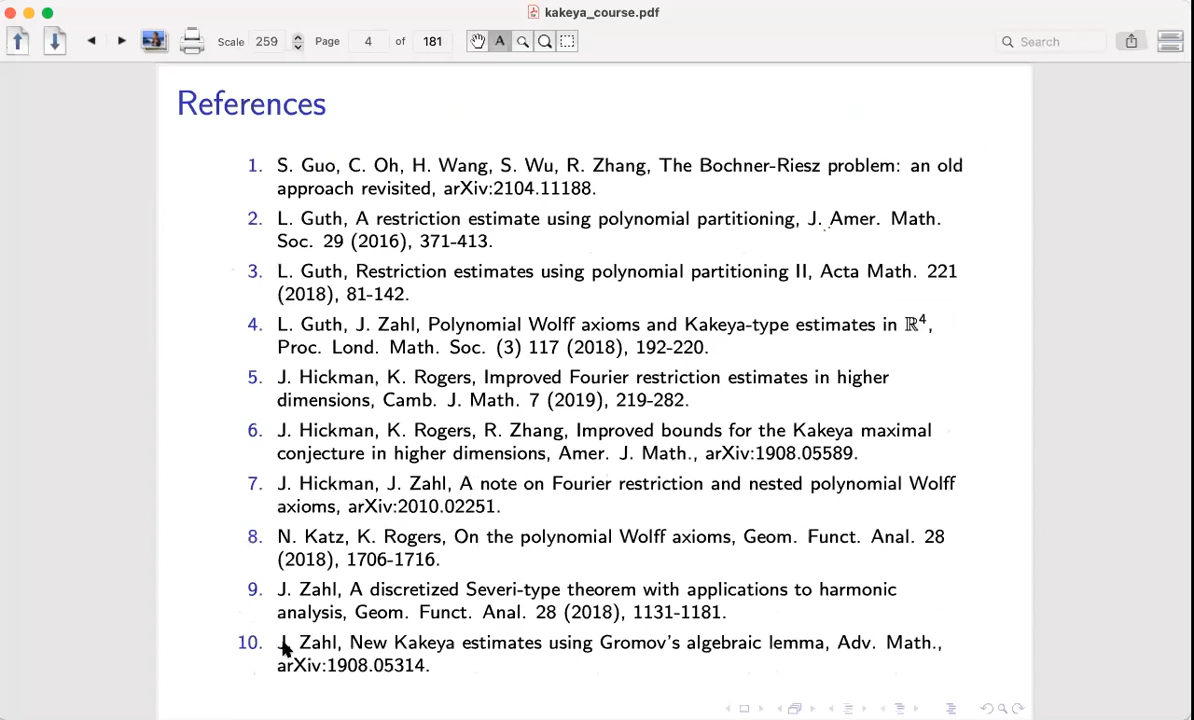 kakeya_course.pdf
Scale 259 Page 4 of 181 A Search
References
1. S. Guo, C. Oh, H. Wang, S. Wu, R. Zhang, The Bochner-Riesz problem: an old
approach revisited, arXiv:2104.11188.
2. L. Guth, A restriction estimate using polynomial partitioning, J. Amer. Math.
Soc. 29 (2016), 371-413.
3. L. Guth, Restriction estimates using polynomial partitioning II, Acta Math. 221
(2018), 81-142.
4. L. Guth, J. Zahl, Polynomial Wolff axioms and Kakeya-type estimates in ℝ⁴,
Proc. Lond. Math. Soc. (3) 117 (2018), 192-220.
5. J. Hickman, K. Rogers, Improved Fourier restriction estimates in higher
dimensions, Camb. J. Math. 7 (2019), 219-282.
6. J. Hickman, K. Rogers, R. Zhang, Improved bounds for the Kakeya maximal
conjecture in higher dimensions, Amer. J. Math., arXiv:1908.05589.
7. J. Hickman, J. Zahl, A note on Fourier restriction and nested polynomial Wolff
axioms, arXiv:2010.02251.
8. N. Katz, K. Rogers, On the polynomial Wolff axioms, Geom. Funct. Anal. 28
(2018), 1706-1716.
9. J. Zahl, A discretized Severi-type theorem with applications to harmonic
analysis, Geom. Funct. Anal. 28 (2018), 1131-1181.
10. J. Zahl, New Kakeya estimates using Gromov's algebraic lemma, Adv. Math.,
arXiv:1908.05314.